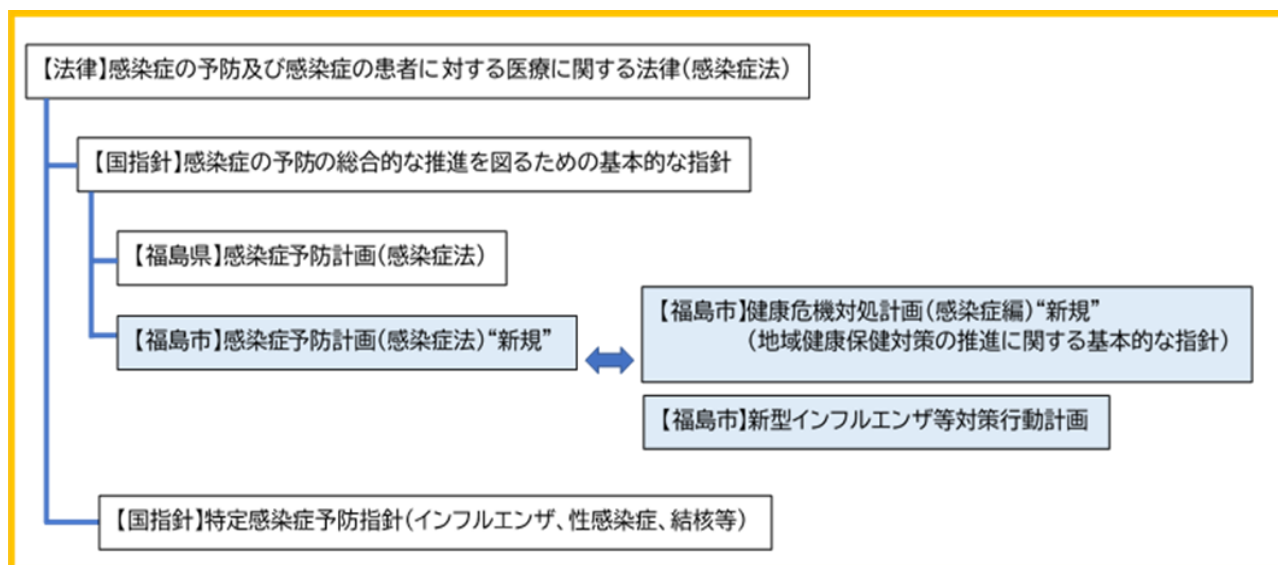 【法律】感染症の予防及び感染症の患者に対する医療に関する法律(感染症法)
【国指針】感染症の予防の総合的な推進を図るための基本的な指針
【福島県】感染症予防計画(感染症法)
【福島市】感染症予防計画(感染症法)“新規”
【福島市】健康危機対処計画(感染症編)“新規”
(地域健康保健対策の推進に関する基本的な指針)
【福島市】新型インフルエンザ等対策行動計画
【国指針】特定感染症予防指針(インフルエンザ、性感染症、結核等)